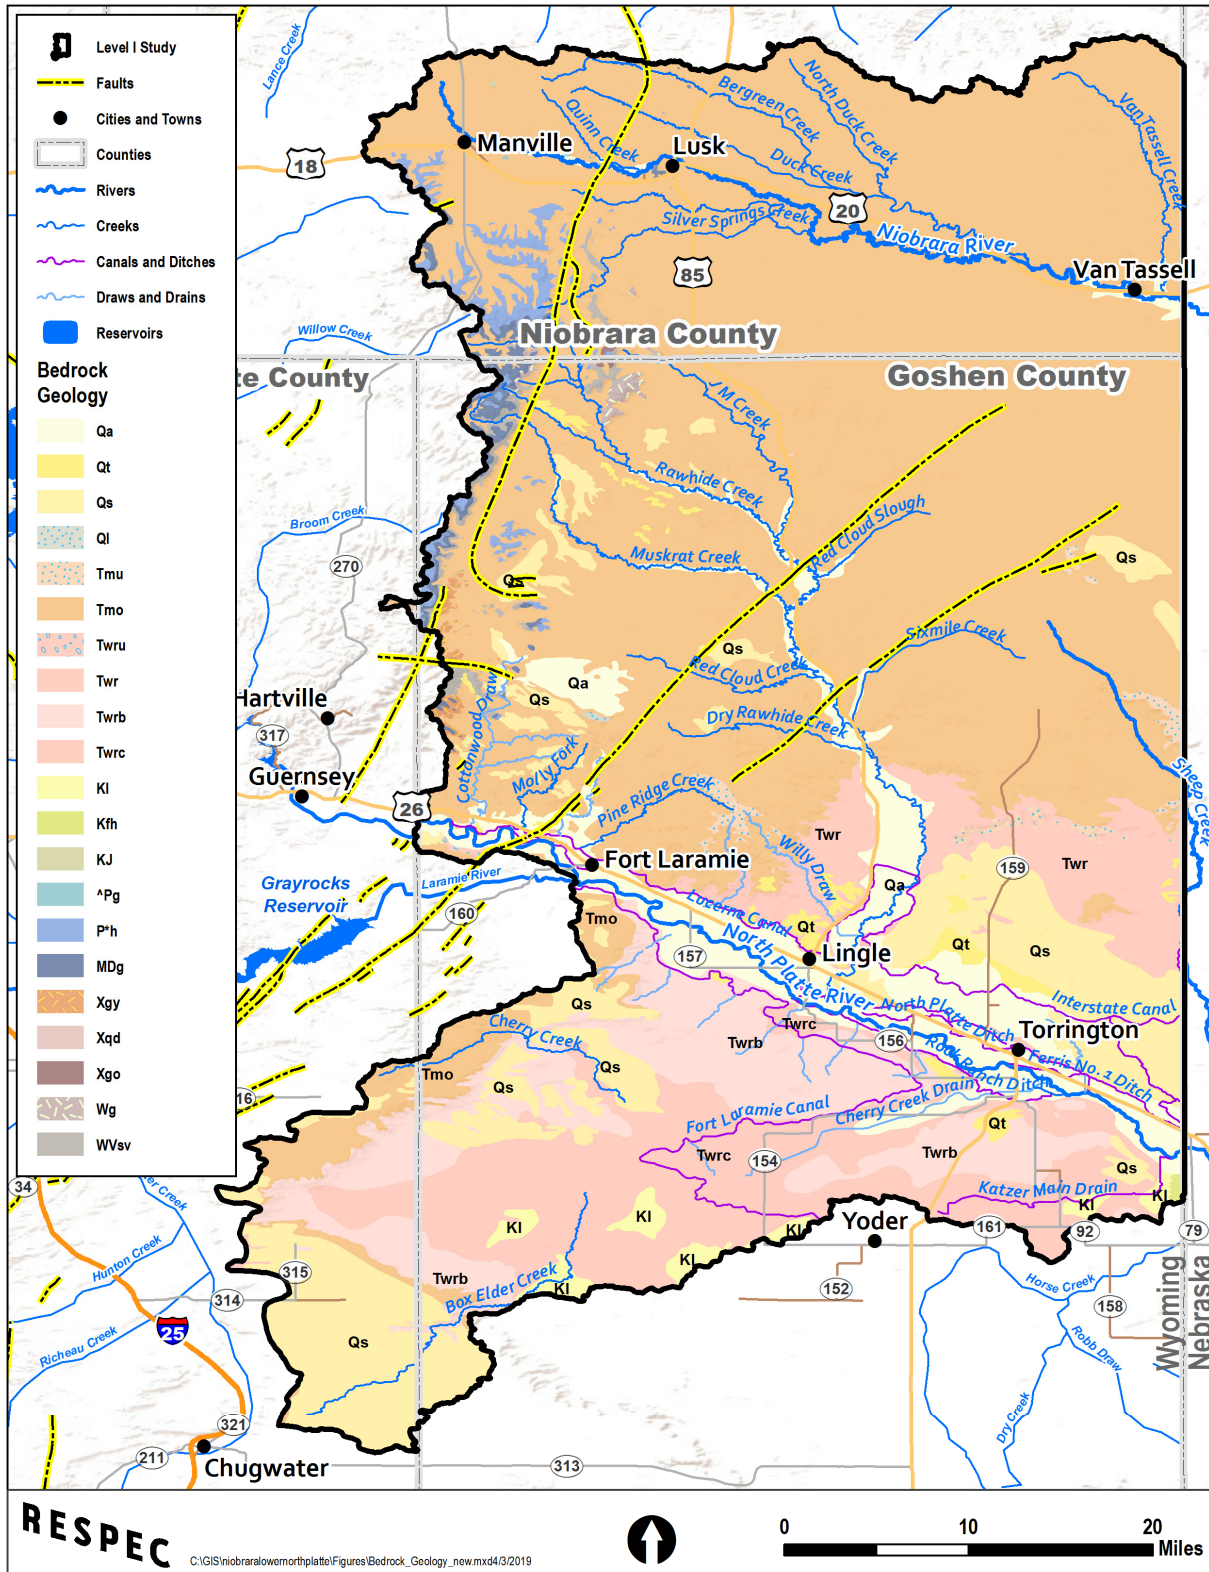 Level I Study
Faults
Cities and Towns
Counties
Rivers
Creeks
Canals and Ditches
Draws and Drains
Reservoirs
Bedrock
Geology
Qa
Qt
Qs
Ql
Tmu
Tmo
Twru
Twr
Twrb
Twrc
Kl
Kfh
KJ
^Pg
P*h
MDg
Xgy
Xqd
Xgo
Wg
WVsv
Lance Creek
18
Manville
Quinn Creek
Bergreen Creek
North Duck Creek
Van Tassell Creek
Lusk
Duck Creek
Silver Springs Creek
20
Niobrara River
85
Van Tassell
Willow Creek
Niobrara County
te County
Goshen County
J M Creek
Rawhide Creek
Broom Creek
270
Muskrat Creek
Red Cloud Slough
Qs
Qs
Sixmile Creek
Qs
Red Cloud Creek
Qa
Qs
Cottonwood Draw
Hartville
317
Dry Rawhide Creek
Guernsey
26
Molly Fork
Pine Ridge Creek
Sheep Creek
Willy Draw
Twr
Twr
159
Fort Laramie
Laramie River
Grayrocks
Reservoir
160
Qa
Tmo
Lucerne Canal
Qt
Qt
Qs
157
North Platte River
Lingle
Qs
Interstate Canal
North Platte Ditch
Cherry Creek
Twrc
Twrb
156
Torrington
Rock Ranch Ditch
Ferris No. 1 Ditch
Tmo
Qs
Qs
16
Fort Laramie Canal
Cherry Creek Drain
Qt
Twrc
154
Twrb
Qs
Katzer Main Drain
Kl
Kl
34
er Creek
Kl
Kl
Kl
Yoder
161
92
79
Hunton Creek
315
Twrb
Kl
Box Elder Creek
Kl
152
Horse Creek
314
158
25
Richeau Creek
Qs
Robb Draw
Wyoming
Nebraska
Dry Creek
321
211
Chugwater
313
RESPEC
C:\GIS\niobraralowernorthplatte\Figures\Bedrock_Geology_new.mxd4/3/2019
0 10 20
Miles